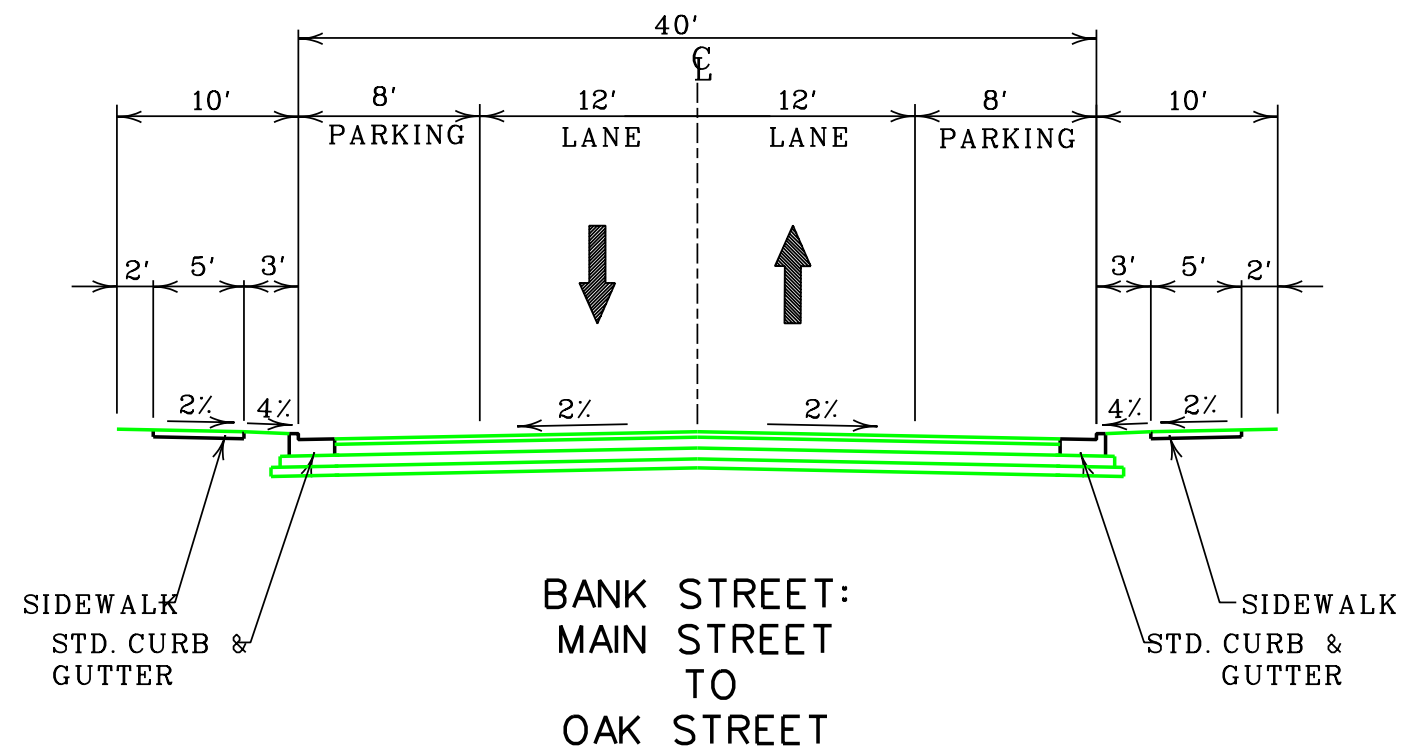 40'
℄
10' 8' 12' 12' 8' 10'
PARKING LANE LANE PARKING
2' 5' 3' 3' 5' 2'
2% 4% 2% 2% 4% 2%
SIDEWALK
STD. CURB &
GUTTER
BANK STREET:
MAIN STREET
TO
OAK STREET
SIDEWALK
STD. CURB &
GUTTER